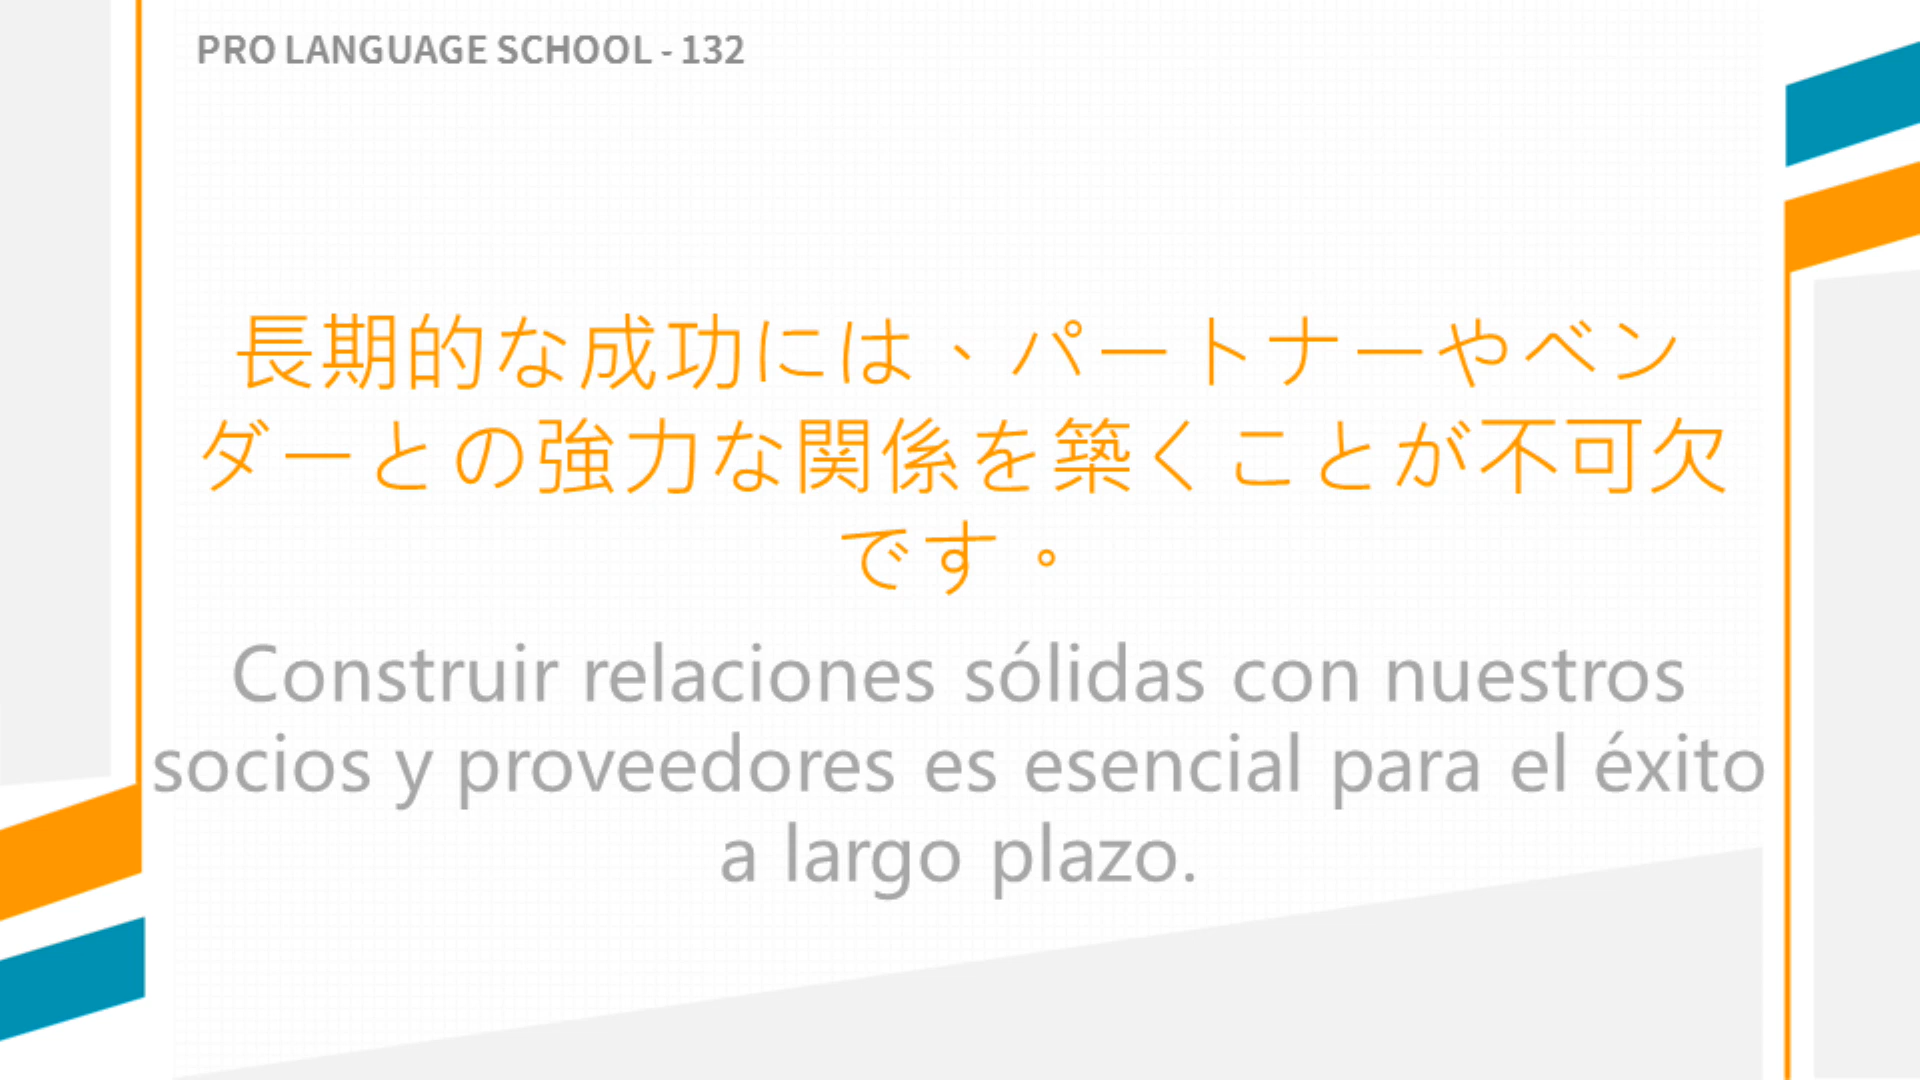 PRO LANGUAGE SCHOOL - 132
長期的な成功には、パートナーやベン
ダーとの強力な関係を築くことが不可欠
です。
Construir relaciones sólidas con nuestros
socios y proveedores es esencial para el éxito
a largo plazo.